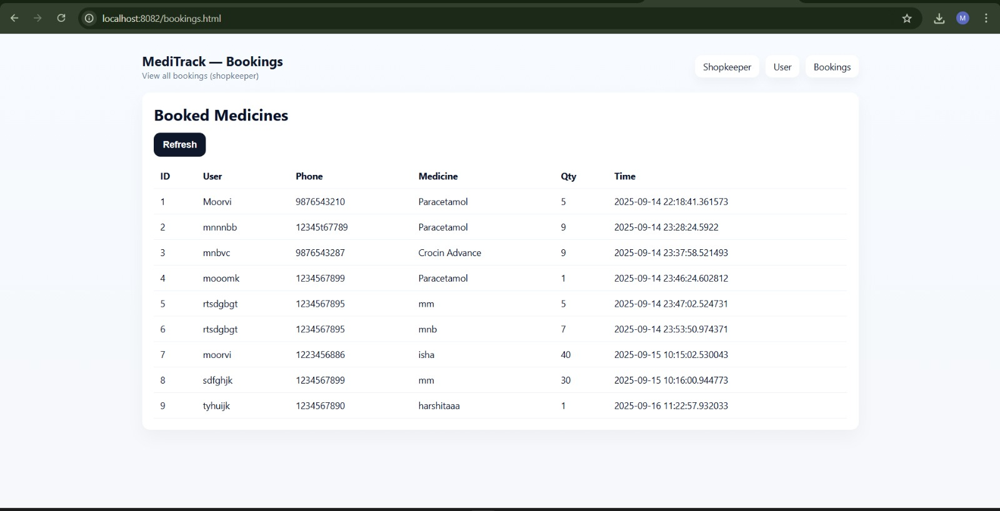 localhost:8082/bookings.html
M
MediTrack — Bookings
View all bookings (shopkeeper)
Shopkeeper User Bookings
Booked Medicines
Refresh
ID User Phone Medicine Qty Time
1 Moorvi 9876543210 Paracetamol 5 2025-09-14 22:18:41.361573
2 mnnnbb 12345t67789 Paracetamol 9 2025-09-14 23:28:24.5922
3 mnbvc 9876543287 Crocin Advance 9 2025-09-14 23:37:58.521493
4 mooomk 1234567899 Paracetamol 1 2025-09-14 23:46:24.602812
5 rtsdgbgt 1234567895 mm 5 2025-09-14 23:47:02.524731
6 rtsdgbgt 1234567895 mnb 7 2025-09-14 23:53:50.974371
7 moorvi 1223456886 isha 40 2025-09-15 10:15:02.530043
8 sdfghjk 1234567899 mm 30 2025-09-15 10:16:00.944773
9 tyhuijk 1234567890 harshitaaa 1 2025-09-16 11:22:57.932033